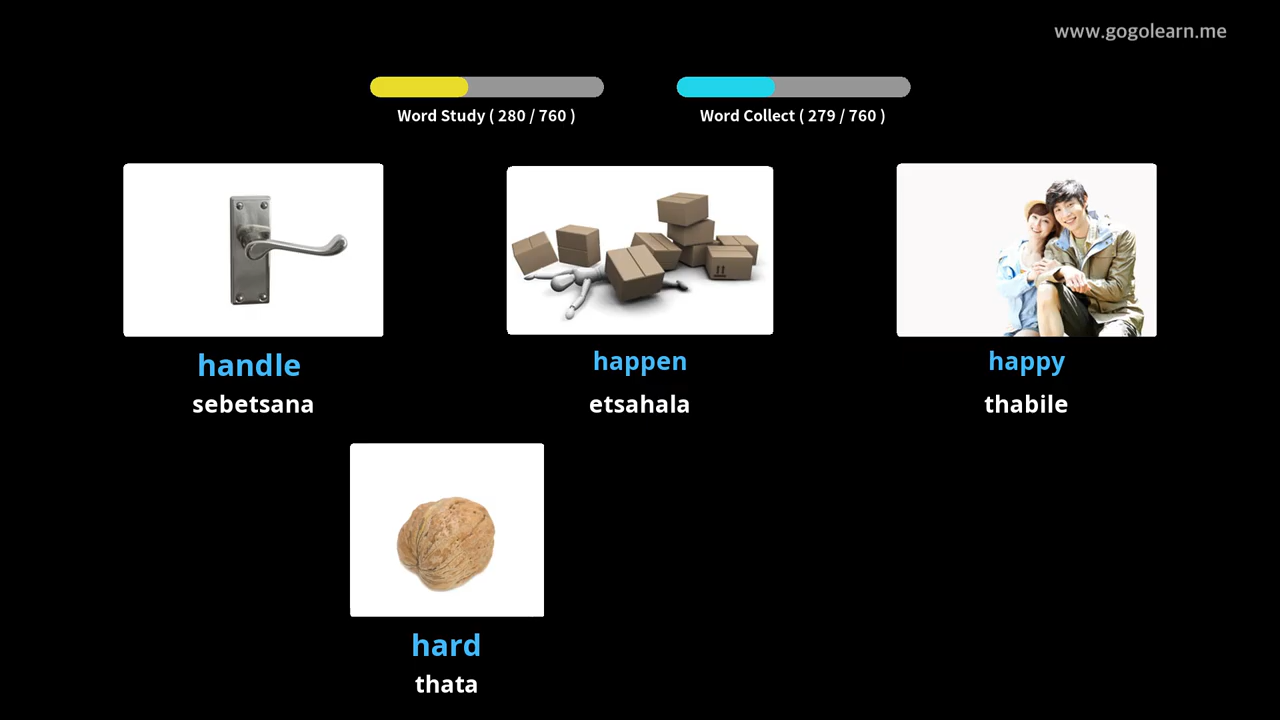 www.gogolearn.me
Word Study ( 280 / 760 )
Word Collect ( 279 / 760 )
handle
sebetsana
happen
etsahala
happy
thabile
hard
thata